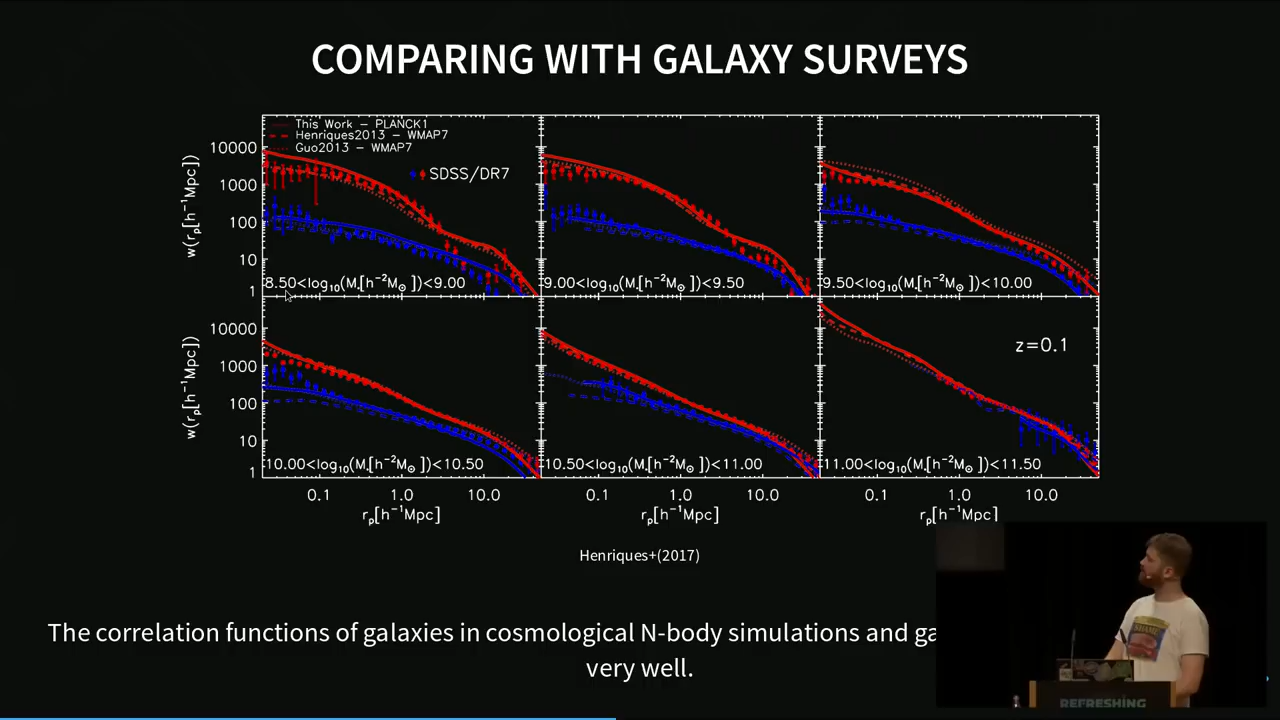 COMPARING WITH GALAXY SURVEYS
This Work – PLANCK1
Henriques2013 – WMAP7
Guo2013 – WMAP7
SDSS/DR7
w(rₚ[h⁻¹Mpc])
10000
1000
100
10
1
8.50<log₁₀(M⋆[h⁻²M☉])<9.00
9.00<log₁₀(M⋆[h⁻²M☉])<9.50
9.50<log₁₀(M⋆[h⁻²M☉])<10.00
w(rₚ[h⁻¹Mpc])
10000
1000
100
10
1
z=0.1
10.00<log₁₀(M⋆[h⁻²M☉])<10.50
10.50<log₁₀(M⋆[h⁻²M☉])<11.00
11.00<log₁₀(M⋆[h⁻²M☉])<11.50
0.1 1.0 10.0 0.1 1.0 10.0 0.1 1.0 10.0
rₚ[h⁻¹Mpc] rₚ[h⁻¹Mpc] rₚ[h⁻¹Mpc]
Henriques+(2017)
The correlation functions of galaxies in cosmological N-body simulations and ga
very well.
REFRESHING